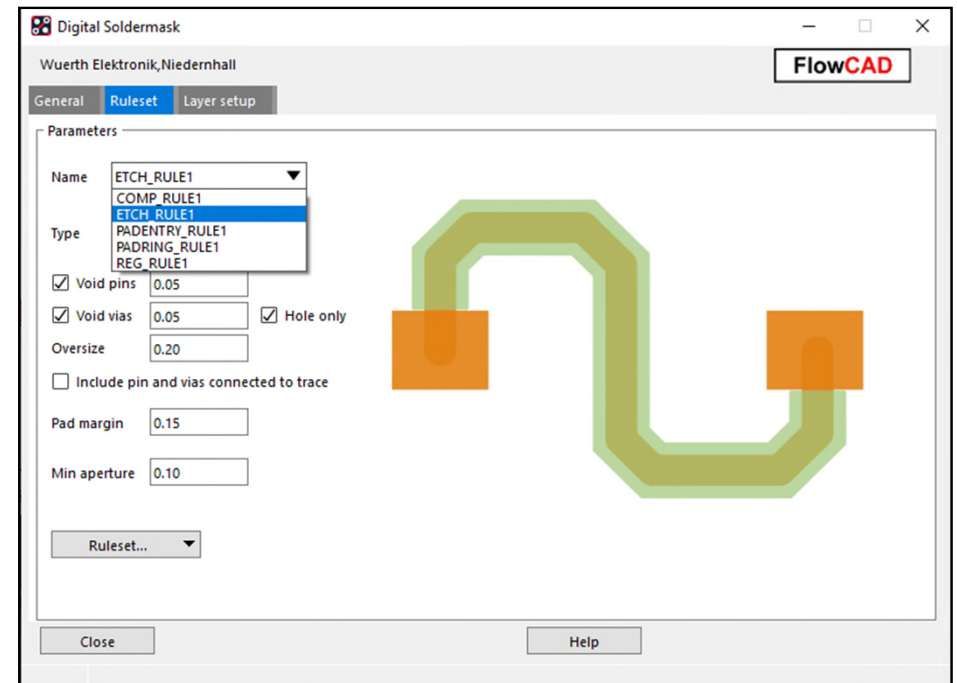 Digital Soldermask
Wuerth Elektronik,Niedernhall
FlowCAD
General Ruleset Layer setup
Parameters
Name ETCH_RULE1
COMP_RULE1
ETCH_RULE1
Type PADENTRY_RULE1
PADRING_RULE1
REG_RULE1
Void pins 0.05
Void vias 0.05 Hole only
Oversize 0.20
Include pin and vias connected to trace
Pad margin 0.15
Min aperture 0.10
Ruleset...
Close Help